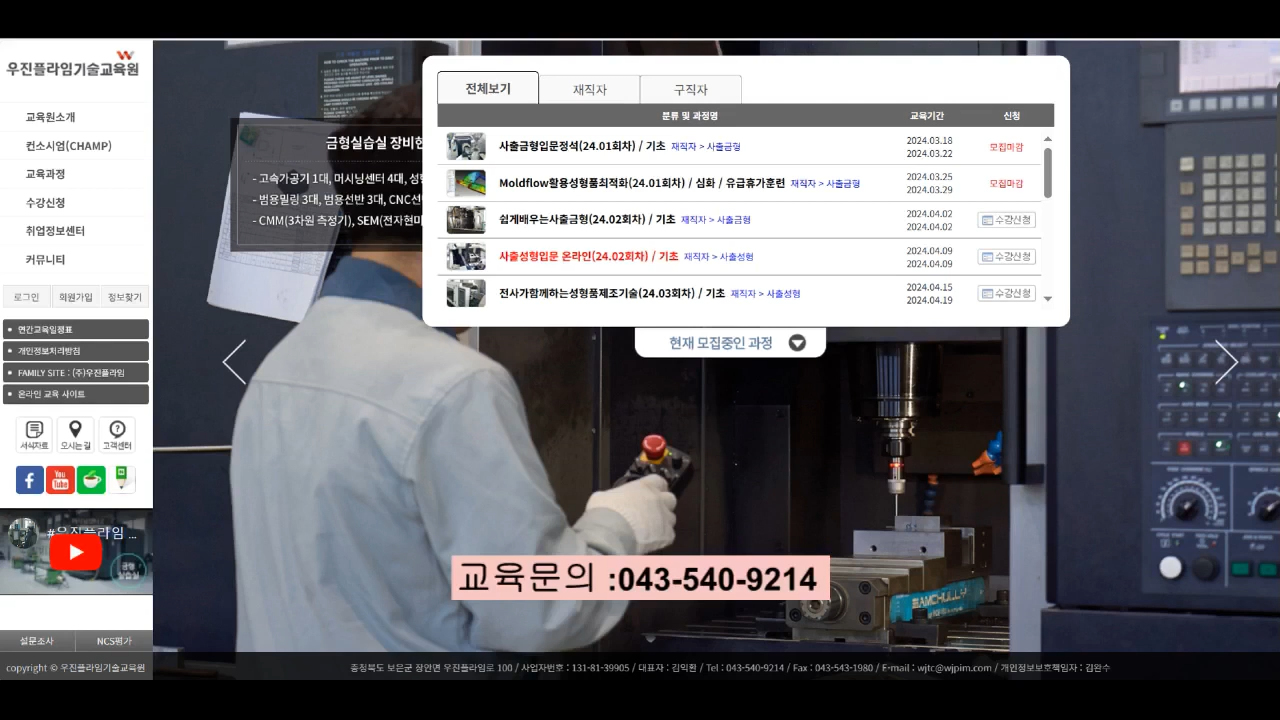 우진플라임기술교육원
교육원소개
컨소시엄(CHAMP)
교육과정
수강신청
취업정보센터
커뮤니티
로그인 회원가입 정보찾기
연간교육일정표
개인정보처리방침
FAMILY SITE : (주)우진플라임
온라인 교육 사이트
서식자료 오시는 길 고객센터
You
Tube
#우진플라임 ...
금형
실습실
설문조사 NCS평가
copyright © 우진플라임기술교육원
금형실습실 장비현
- 고속가공기 1대, 머시닝센터 4대, 성형
- 범용밀링 3대, 범용선반 3대, CNC선
- CMM(3차원 측정기), SEM(전자현미
전체보기 재직자 구직자
분류 및 과정명 교육기간 신청
사출금형입문정석(24.01회차) / 기초 재직자 > 사출금형 2024.03.18 모집마감
2024.03.22
Moldflow활용성형품최적화(24.01회차) / 심화 / 유급휴가훈련 재직자 > 사출금형 2024.03.25 모집마감
2024.03.29
쉽게배우는사출금형(24.02회차) / 기초 재직자 > 사출금형 2024.04.02 수강신청
2024.04.02
사출성형입문 온라인(24.02회차) / 기초 재직자 > 사출성형 2024.04.09 수강신청
2024.04.09
전사가함께하는성형품제조기술(24.03회차) / 기초 재직자 > 사출성형 2024.04.15 수강신청
2024.04.19
현재 모집중인 과정
교육문의 :043-540-9214
SAMCHULLY
충청북도 보은군 장안면 우진플라임로 100 / 사업자번호 : 131-81-39905 / 대표자 : 김익환 / Tel : 043-540-9214 / Fax : 043-543-1980 / E-mail : wjtc@wjpim.com / 개인정보보호책임자 : 김완수